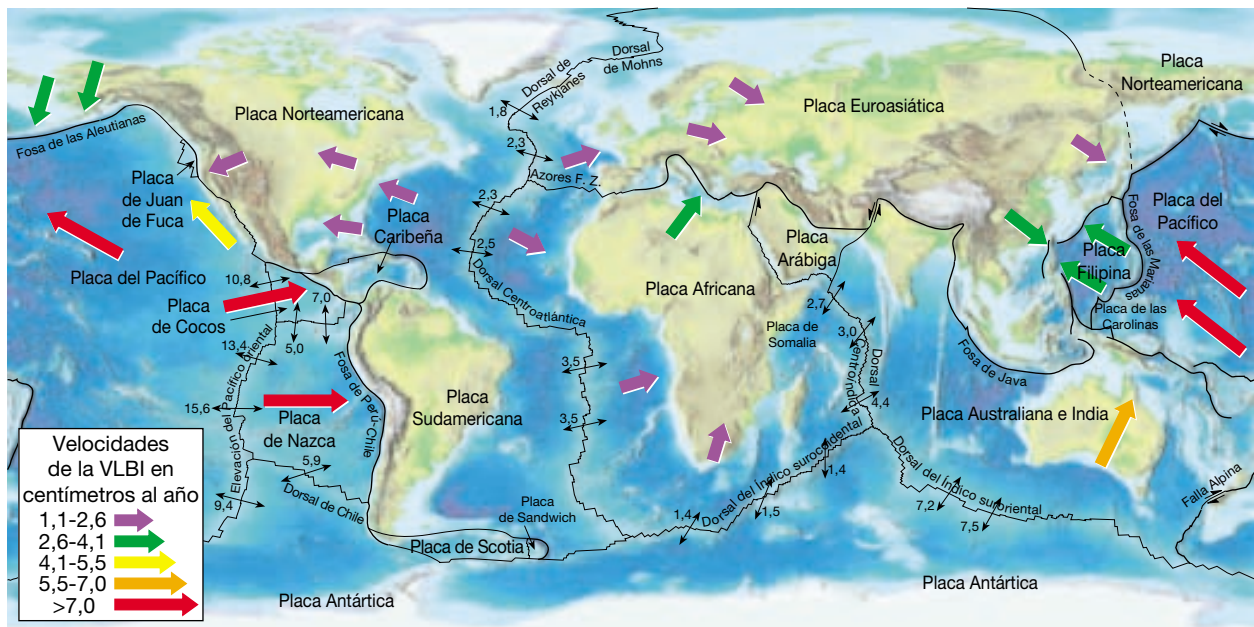 Dorsal
de Mohns
Dorsal de
Reykjanes
Placa
Norteamericana
Placa Norteamericana
Placa Euroasiática
1,8
Fosa de las Aleutianas
2,3
Azores F. Z.
Placa
de Juan
de Fuca
2,3
Placa
Caribeña
Placa del
Pacífico
Fosa de las Marianas
2,5
Placa
Arábiga
Placa
Filipina
Placa del Pacífico
10,8
Dorsal Centroatlántica
Placa Africana
7,0
2,7
Placa
de Cocos
Placa de las
Carolinas
Placa de
Somalia
3,0
5,0
13,4
Elevación del Pacífico oriental
Fosa de Perú-Chile
3,5
Dorsal
Centroíndica
Fosa de Java
Placa
Sudamericana
15,6
Placa
de Nazca
3,5
4,4
Placa Australiana e India
Velocidades
de la VLBI en
centímetros al año
1,1-2,6
2,6-4,1
4,1-5,5
5,5-7,0
>7,0
5,9
Dorsal de Chile
9,4
Dorsal del Índico suroccidental
1,4
1,5
1,4
Dorsal del Índico suroriental
7,2
7,5
Falla Alpina
Placa
de Sandwich
Placa de Scotia
Placa Antártica
Placa Antártica